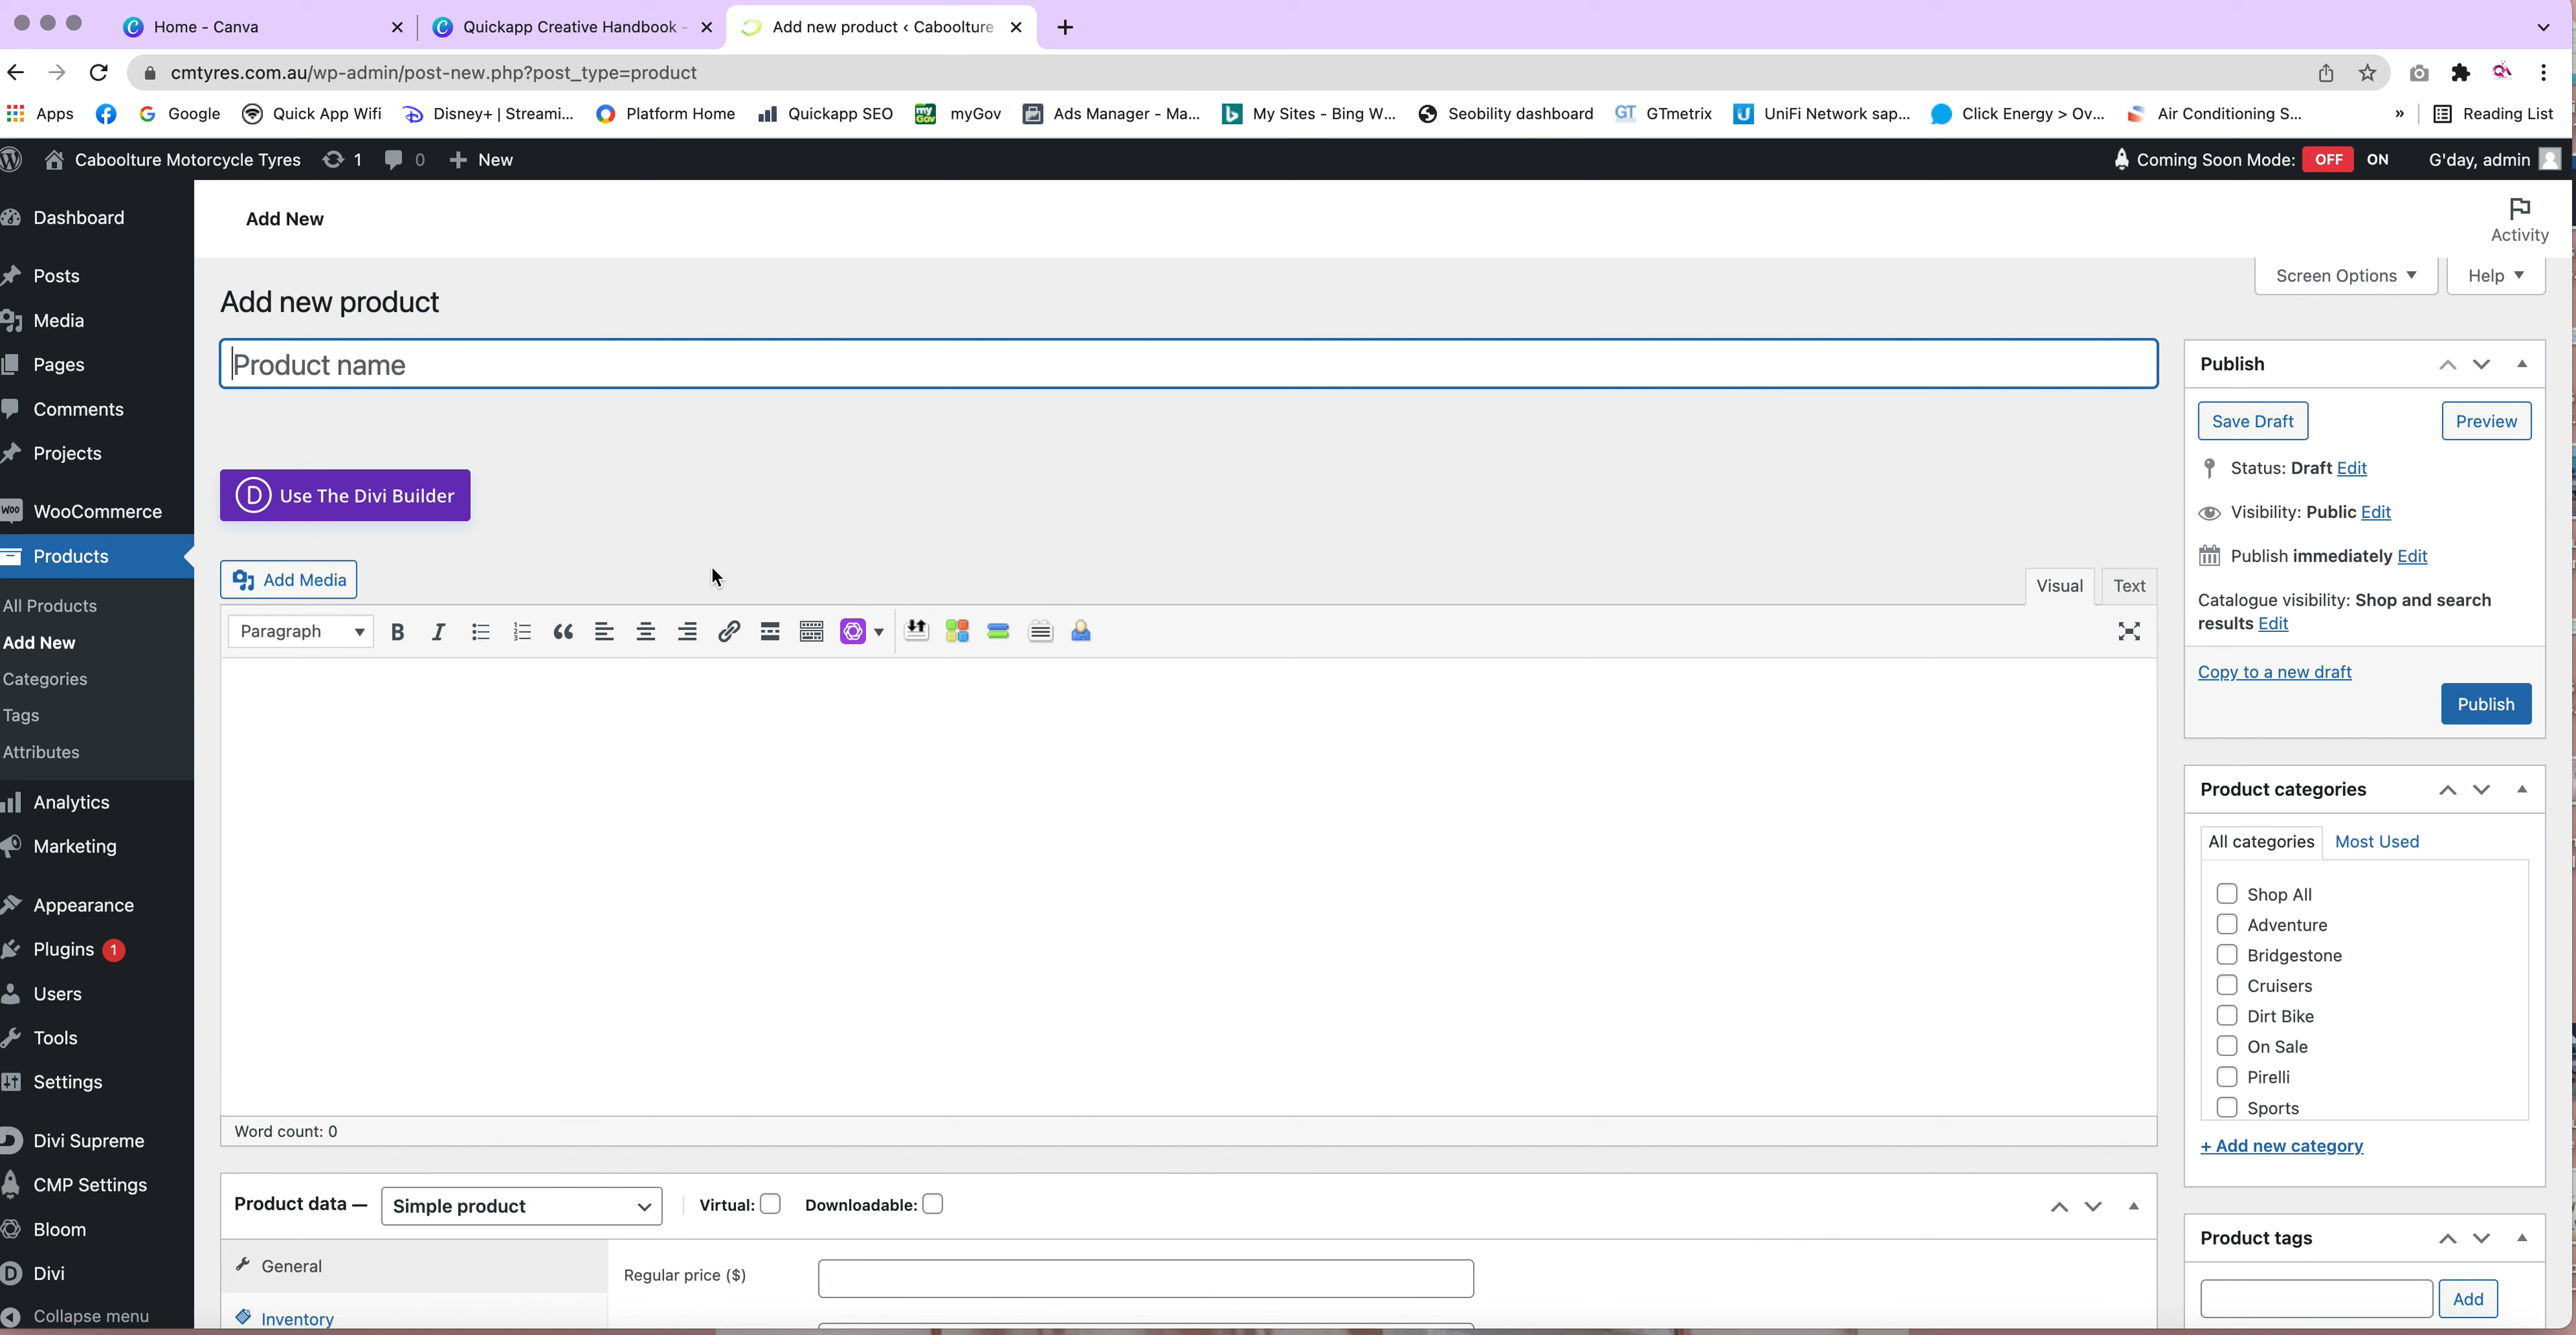 Home - Canva
Quickapp Creative Handbook -
Add new product ‹ Caboolture
cmtyres.com.au/wp-admin/post-new.php?post_type=product
Apps
Google
Quick App Wifi
Disney+ | Streami...
Platform Home
Quickapp SEO
my Gov
myGov
Ads Manager - Ma...
My Sites - Bing W...
Seobility dashboard
GT
GTmetrix
UniFi Network sap...
Click Energy > Ov...
Air Conditioning S...
»
Reading List
Caboolture Motorcycle Tyres
1
0
New
Coming Soon Mode:
OFF
ON
G'day, admin
Dashboard
Posts
Media
Pages
Comments
Projects
WooCommerce
Products
All Products
Add New
Categories
Tags
Attributes
Analytics
Marketing
Appearance
Plugins 1
Users
Tools
Settings
Divi Supreme
CMP Settings
Bloom
Divi
Collapse menu
Add New
Activity
Screen Options
Help
Add new product
Product name
D Use The Divi Builder
Add Media
Visual
Text
Paragraph
B
I
Word count: 0
Product data —
Simple product
Virtual:
Downloadable:
General
Inventory
Regular price ($)
Publish
Save Draft
Preview
Status: Draft Edit
Visibility: Public Edit
Publish immediately Edit
Catalogue visibility: Shop and search
results Edit
Copy to a new draft
Publish
Product categories
All categories
Most Used
Shop All
Adventure
Bridgestone
Cruisers
Dirt Bike
On Sale
Pirelli
Sports
+ Add new category
Product tags
Add